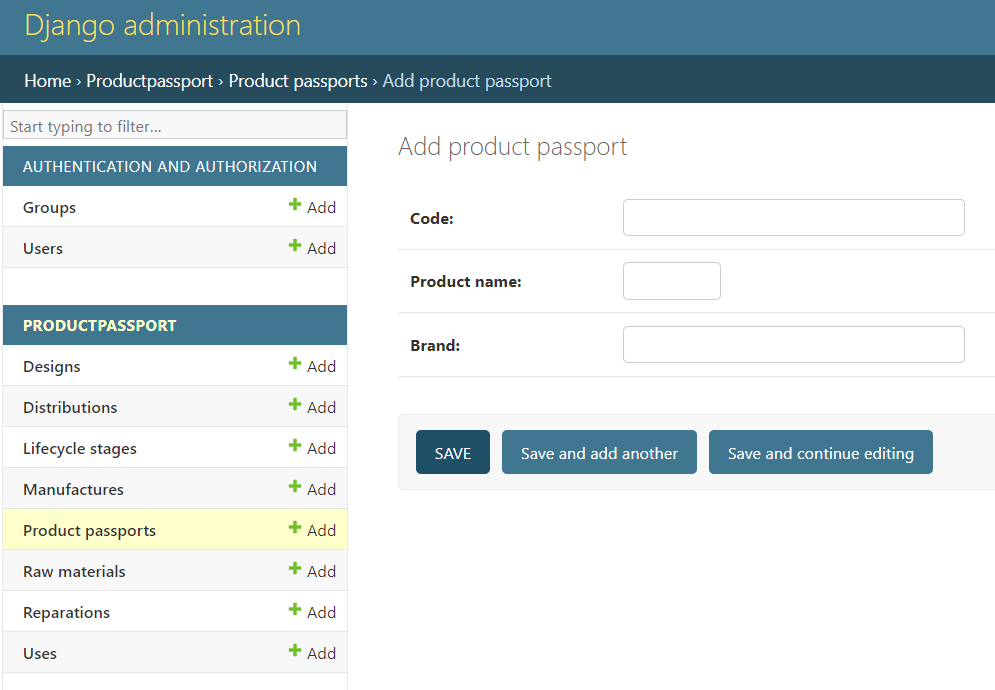 Django administration
Home › Productpassport › Product passports › Add product passport
Start typing to filter...
AUTHENTICATION AND AUTHORIZATION
Groups + Add
Users + Add
PRODUCTPASSPORT
Designs + Add
Distributions + Add
Lifecycle stages + Add
Manufactures + Add
Product passports + Add
Raw materials + Add
Reparations + Add
Uses + Add
Add product passport
Code:
Product name:
Brand:
SAVE Save and add another Save and continue editing